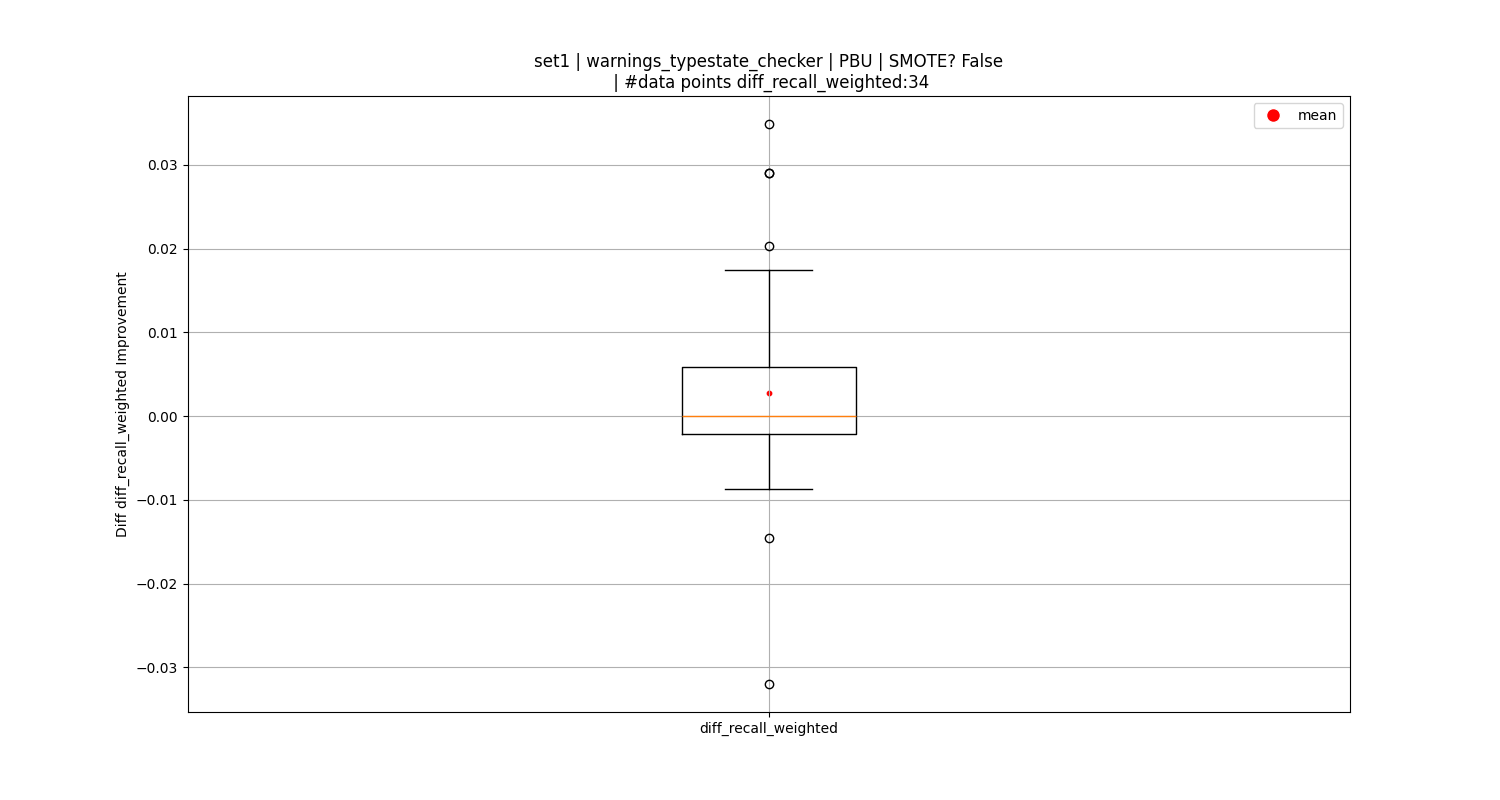 set1 | warnings_typestate_checker | PBU | SMOTE? False
| #data points diff_recall_weighted:34
mean
0.03
0.02
0.01
0.00
−0.01
−0.02
−0.03
Diff diff_recall_weighted Improvement
diff_recall_weighted